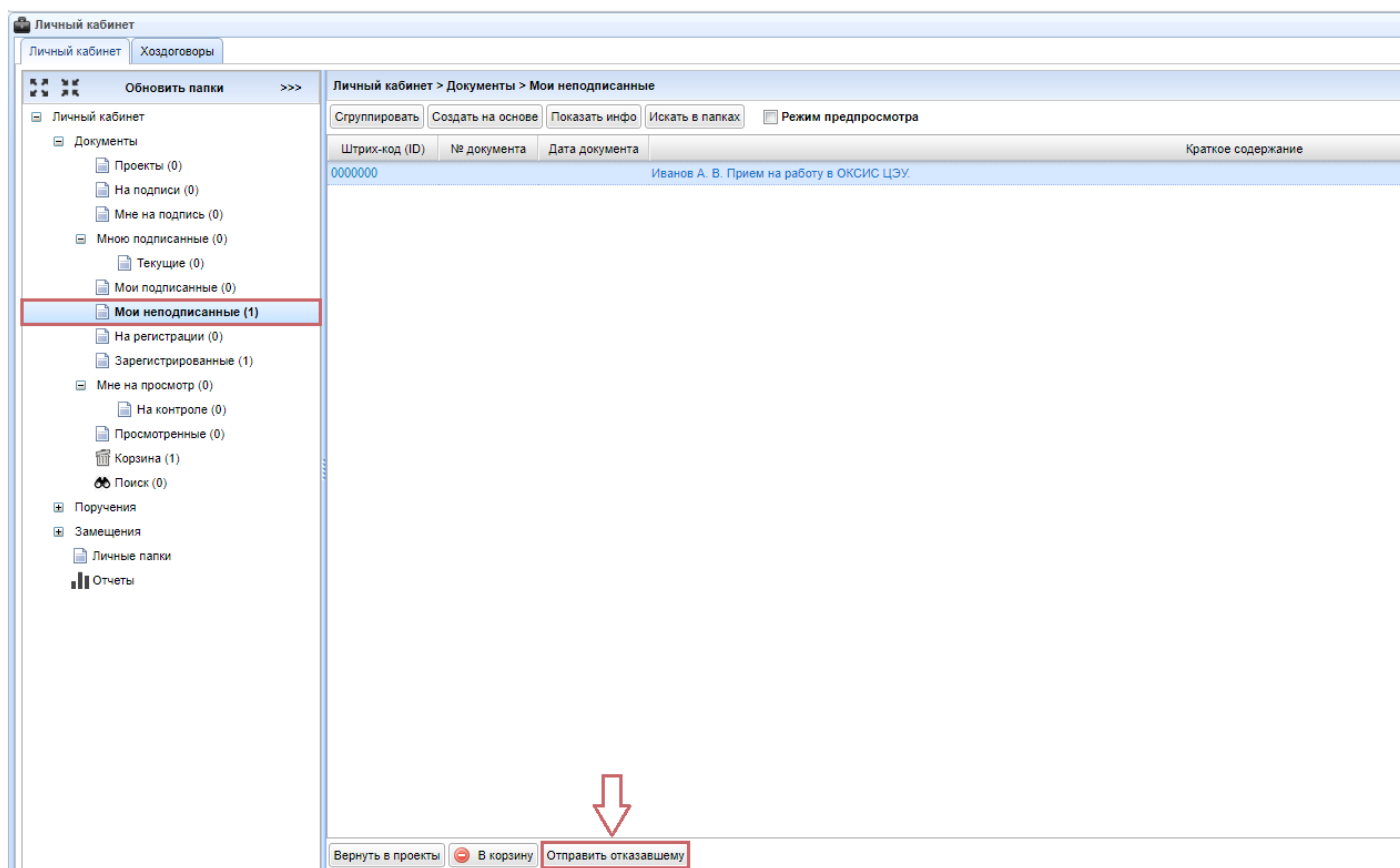 Личный кабинет
Личный кабинет Хоздоговоры
Обновить папки >>>
Личный кабинет
Документы
Проекты (0)
На подписи (0)
Мне на подпись (0)
Мною подписанные (0)
Текущие (0)
Мои подписанные (0)
Мои неподписанные (1)
На регистрации (0)
Зарегистрированные (1)
Мне на просмотр (0)
На контроле (0)
Просмотренные (0)
Корзина (1)
Поиск (0)
Поручения
Замещения
Личные папки
Отчеты
Личный кабинет > Документы > Мои неподписанные
Сгруппировать Создать на основе Показать инфо Искать в папках Режим предпросмотра
Штрих-код (ID) № документа Дата документа Краткое содержание
0000000 Иванов А. В. Прием на работу в ОКСИС ЦЭУ.
Вернуть в проекты В корзину Отправить отказавшему